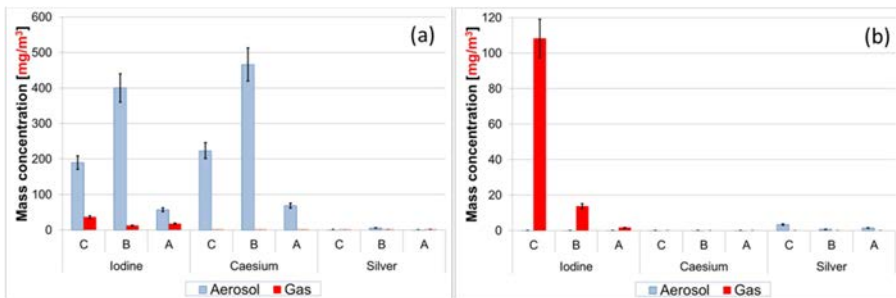 (a)
Mass concentration [mg/m³]
600
500
400
300
200
100
0
C B A C B A C B A
Iodine Caesium Silver
Aerosol Gas
(b)
Mass concentration [mg/m³]
120
100
80
60
40
20
0
C B A C B A C B A
Iodine Caesium Silver
Aerosol Gas